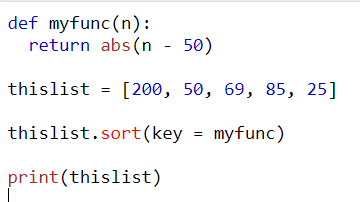 def myfunc(n):
  return abs(n - 50)
thislist = [200, 50, 69, 85, 25]
thislist.sort(key = myfunc)
print(thislist)